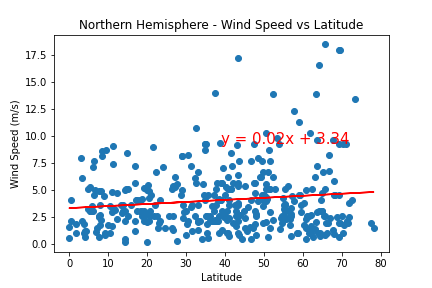 Northern Hemisphere - Wind Speed vs Latitude
Wind Speed (m/s)
17.5
15.0
12.5
10.0
7.5
5.0
2.5
0.0
y = 0.02x + 3.34
0 10 20 30 40 50 60 70 80
Latitude